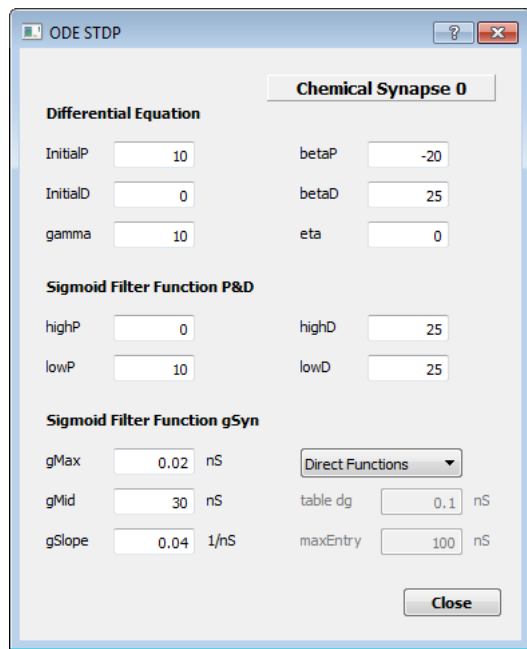 ODE STDP
Chemical Synapse 0
Differential Equation
InitialP 10 betaP -20
InitialD 0 betaD 25
gamma 10 eta 0
Sigmoid Filter Function P&D
highP 0 highD 25
lowP 10 lowD 25
Sigmoid Filter Function gSyn
gMax 0.02 nS Direct Functions
gMid 30 nS table dg 0.1 nS
gSlope 0.04 1/nS maxEntry 100 nS
Close